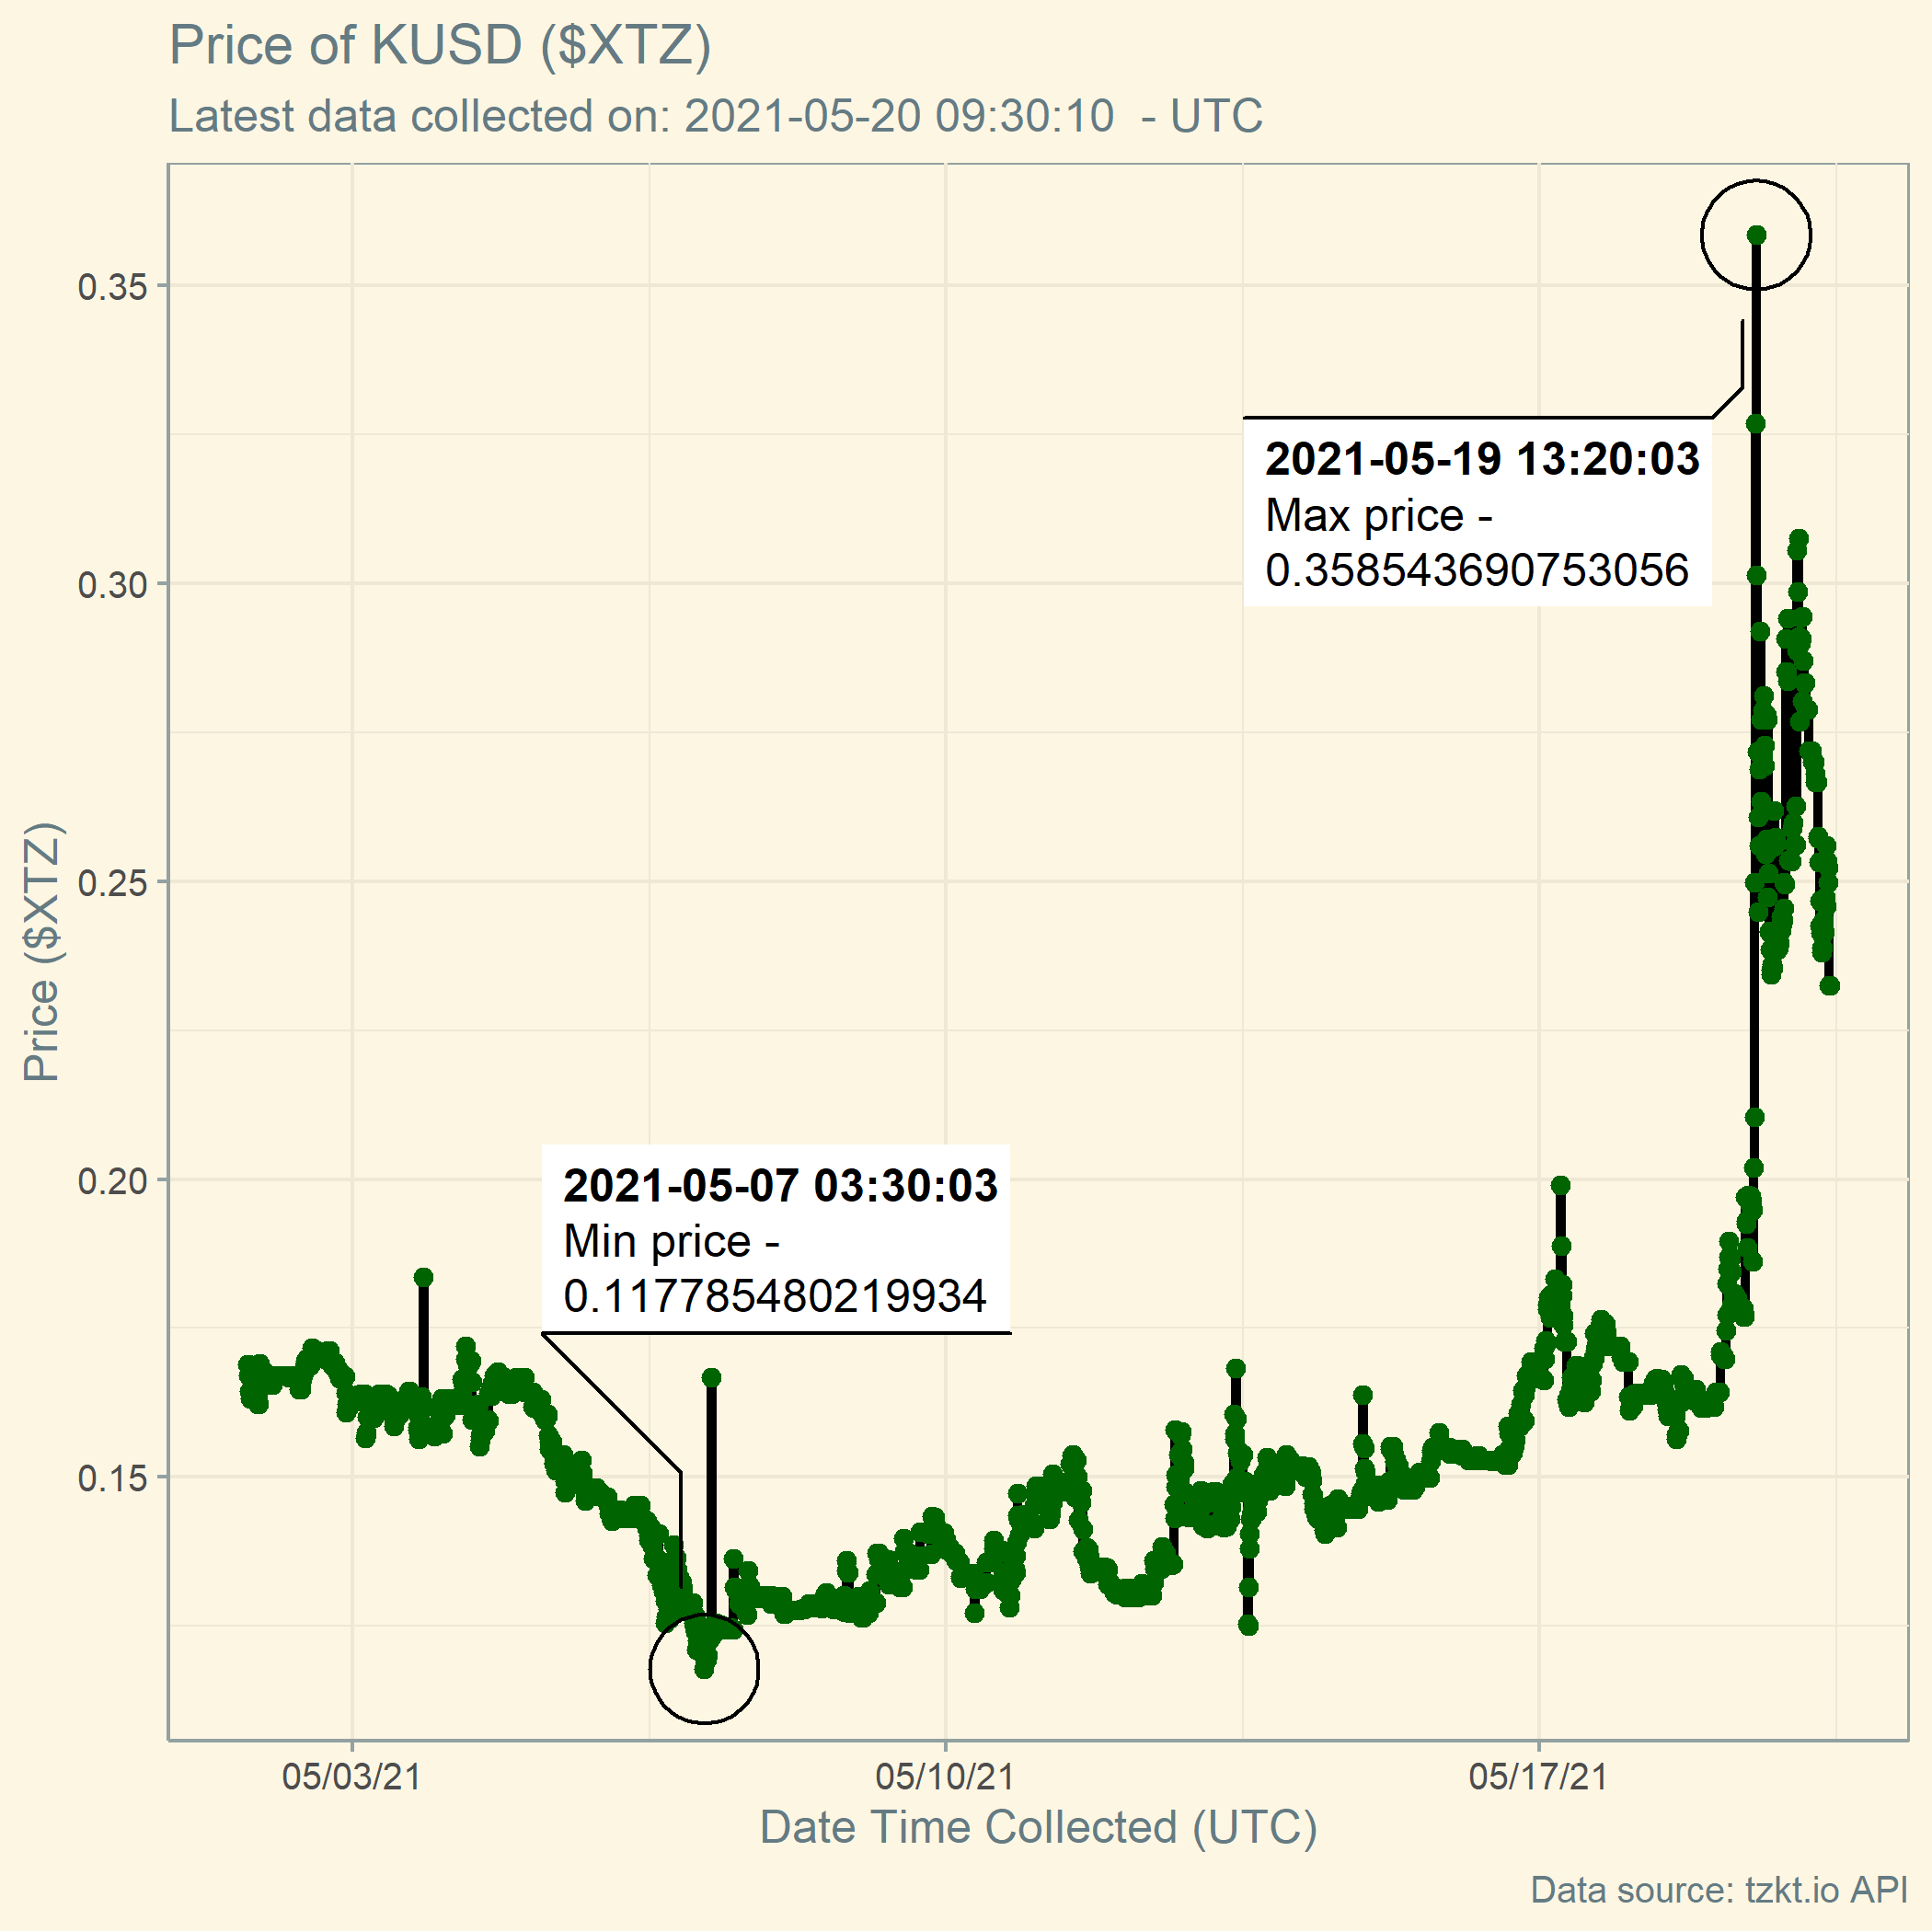 Price of KUSD ($XTZ)
Latest data collected on: 2021-05-20 09:30:10  - UTC
Price ($XTZ)
0.35
0.30
0.25
0.20
0.15
2021-05-19 13:20:03
Max price -
0.358543690753056
2021-05-07 03:30:03
Min price -
0.117785480219934
05/03/21
05/10/21
05/17/21
Date Time Collected (UTC)
Data source: tzkt.io API